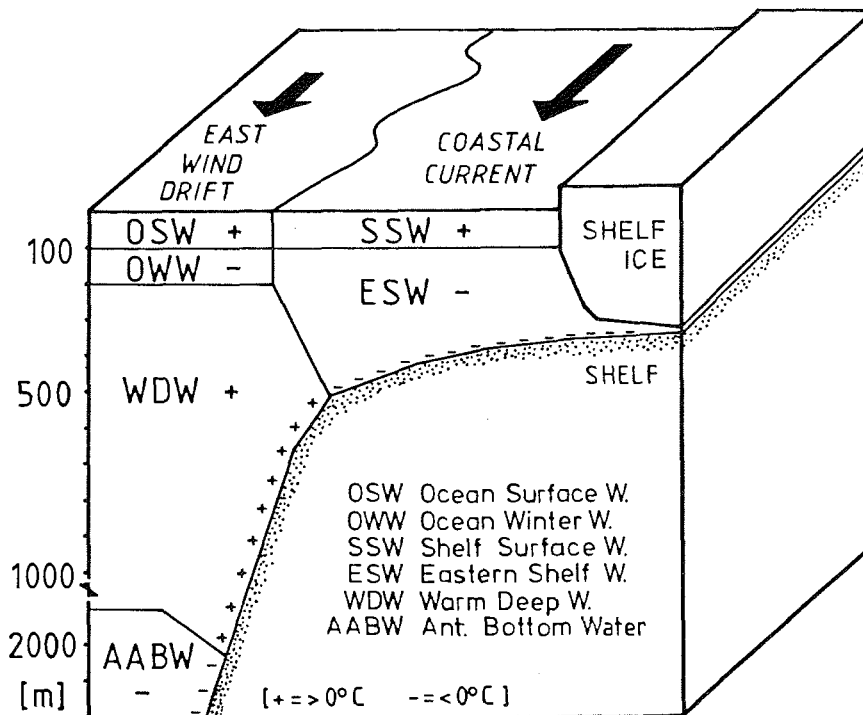 EAST
WIND
DRIFT
COASTAL
CURRENT
OSW +
SSW +
SHELF
ICE
100
OWW -
ESW -
WDW +
500
SHELF
OSW Ocean Surface W.
OWW Ocean Winter W.
SSW Shelf Surface W.
ESW Eastern Shelf W.
WDW Warm Deep W.
AABW Ant. Bottom Water
1000
2000
AABW
-
[m]
[+=>0°C -=<0°C]